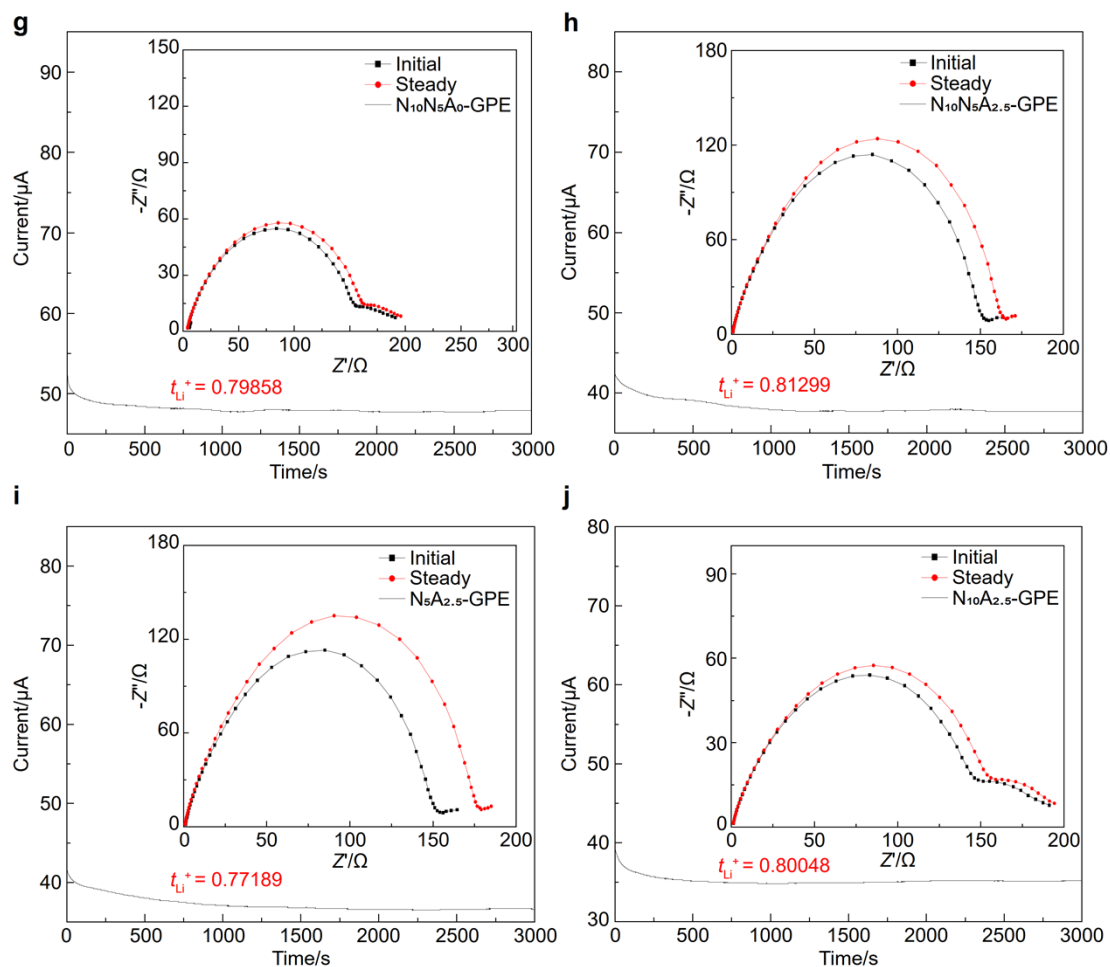 g
150
Initial
Steady
N₁₀N₅A₀-GPE
120
90
60
30
0
-Z"/Ω
0 50 100 150 200 250 300
Z'/Ω
t_Li⁺ = 0.79858
90
80
70
60
50
Current/µA
0 500 1000 1500 2000 2500 3000
Time/s
h
180
Initial
Steady
N₁₀N₅A₂.₅-GPE
120
60
0
-Z"/Ω
0 50 100 150 200
Z'/Ω
t_Li⁺ = 0.81299
80
70
60
50
40
Current/µA
0 500 1000 1500 2000 2500 3000
Time/s
i
180
Initial
Steady
N₅A₂.₅-GPE
120
60
0
-Z"/Ω
0 50 100 150 200
Z'/Ω
t_Li⁺ = 0.77189
80
70
60
50
40
Current/µA
0 500 1000 1500 2000 2500 3000
Time/s
j
90
Initial
Steady
N₁₀A₂.₅-GPE
60
30
0
-Z"/Ω
0 50 100 150 200
Z'/Ω
t_Li⁺ = 0.80048
80
70
60
50
40
30
Current/µA
0 500 1000 1500 2000 2500 3000
Time/s